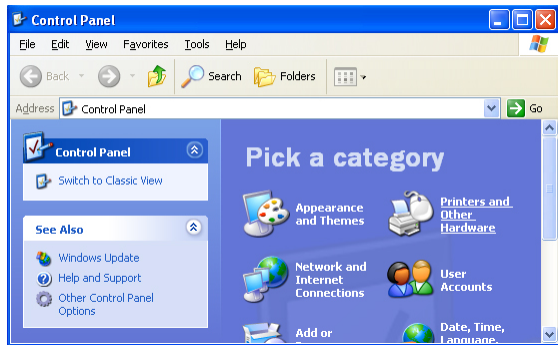 Control Panel
File Edit View Favorites Tools Help
Back Search Folders
Address Control Panel Go
Control Panel
Switch to Classic View
See Also
Windows Update
Help and Support
Other Control Panel
Options
Pick a category
Appearance
and Themes
Printers and
Other
Hardware
Network and
Internet
Connections
User
Accounts
Add or
Date, Time,
Language,